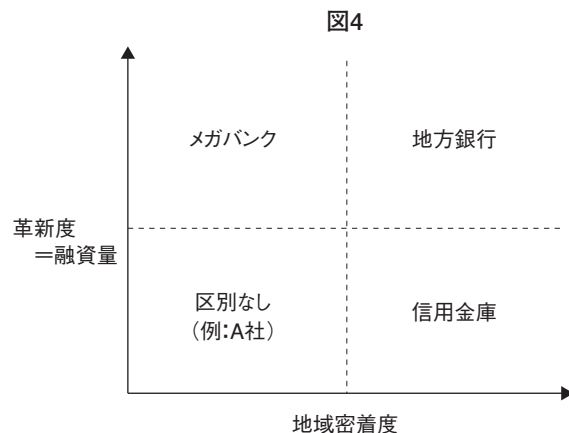 図4
メガバンク
地方銀行
革新度
＝融資量
区別なし
（例：A社）
信用金庫
地域密着度